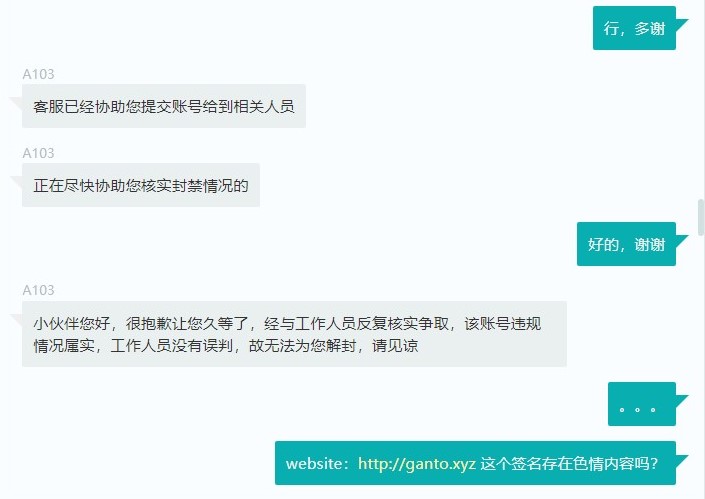 行，多谢
A103
客服已经协助您提交账号给到相关人员
A103
正在尽快协助您核实封禁情况的
好的，谢谢
A103
小伙伴您好，很抱歉让您久等了，经与工作人员反复核实争取，该账号违规
情况属实，工作人员没有误判，故无法为您解封，请见谅
。。。
website：http://ganto.xyz 这个签名存在色情内容吗？